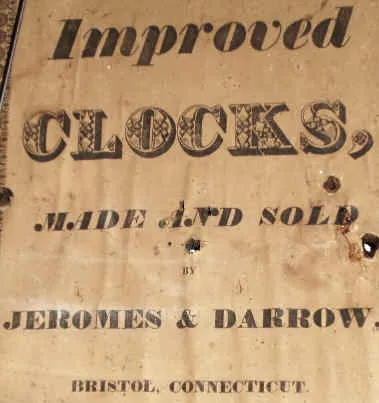 Improved
CLOCKS,
MADE AND SOLD
BY
JEROMES & DARROW.
BRISTOL, CONNECTICUT.